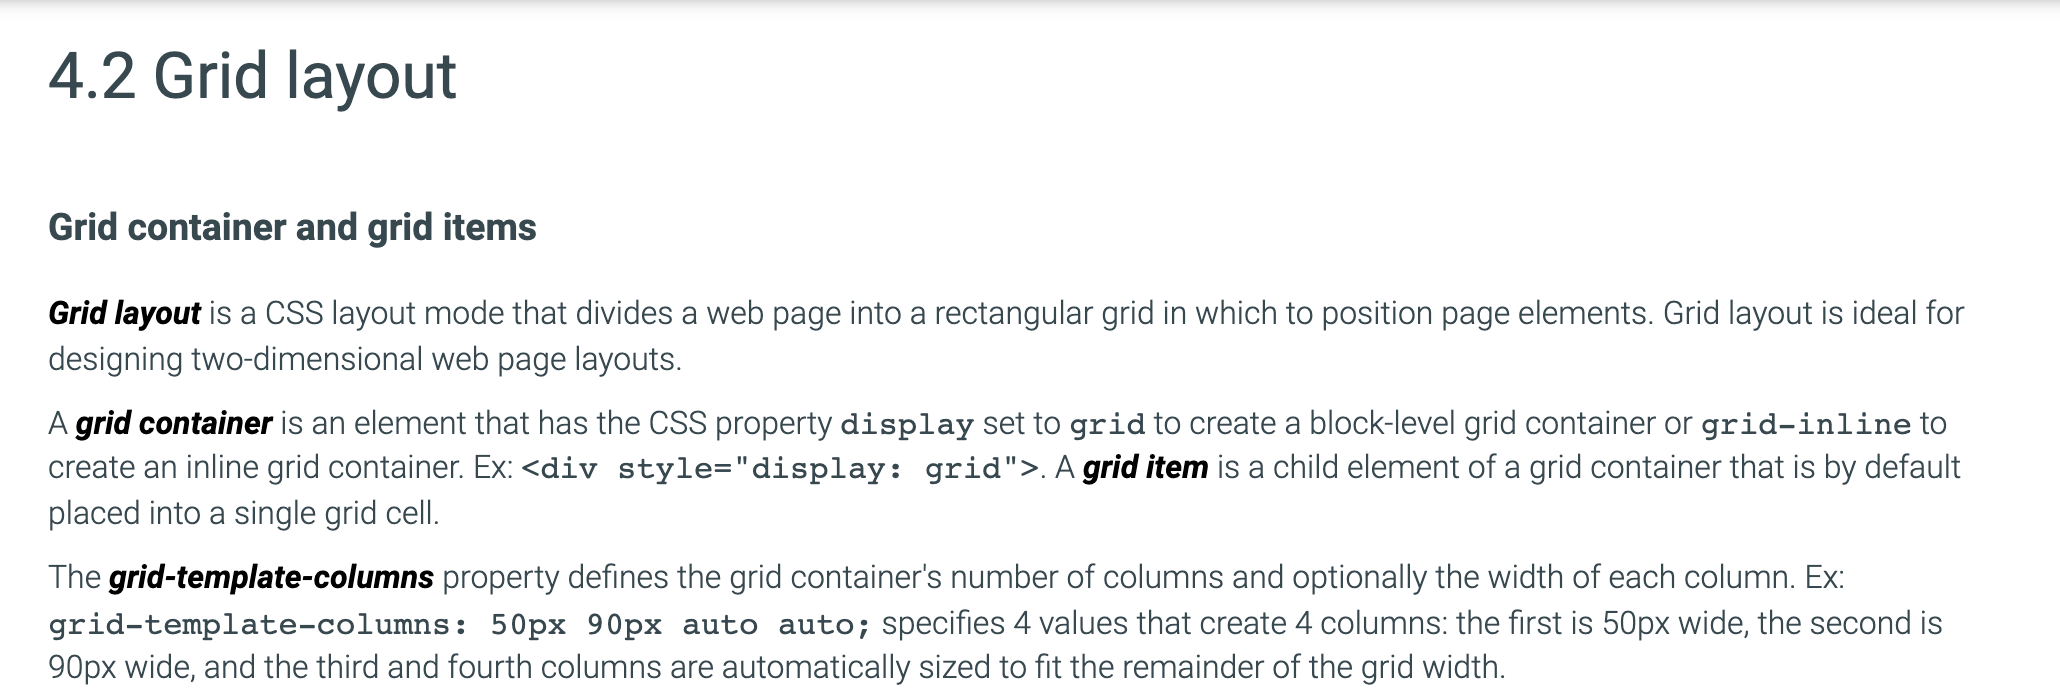 4.2 Grid layout
Grid container and grid items
Grid layout is a CSS layout mode that divides a web page into a rectangular grid in which to position page elements. Grid layout is ideal for
designing two-dimensional web page layouts.
A grid container is an element that has the CSS property display set to grid to create a block-level grid container or grid-inline to
create an inline grid container. Ex: <div style="display: grid">. A grid item is a child element of a grid container that is by default
placed into a single grid cell.
The grid-template-columns property defines the grid container's number of columns and optionally the width of each column. Ex:
grid-template-columns: 50px 90px auto auto; specifies 4 values that create 4 columns: the first is 50px wide, the second is
90px wide, and the third and fourth columns are automatically sized to fit the remainder of the grid width.